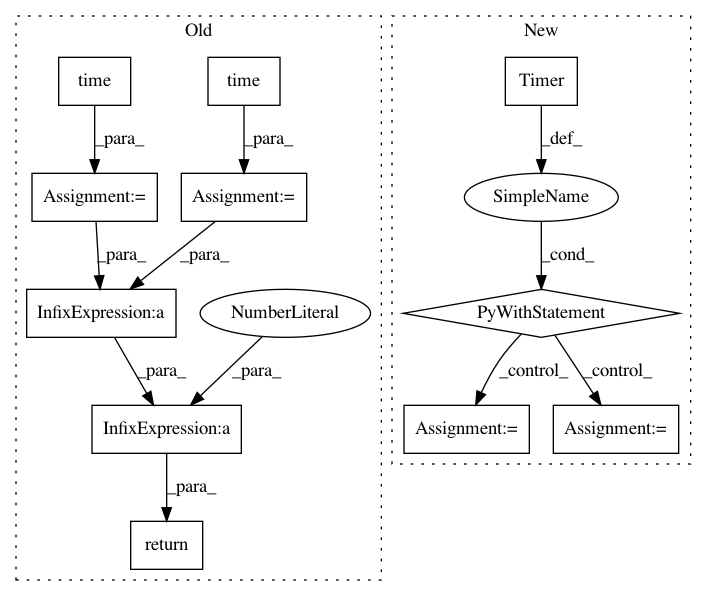 Old
New
time
time
Timer
_para_
_para_
_def_
Assignment:=
Assignment:=
SimpleName
_para_
_para_
_cond_
InfixExpression:a
NumberLiteral
PyWithStatement
_para_
_para_
_control_
_control_
InfixExpression:a
Assignment:=
Assignment:=
_para_
return